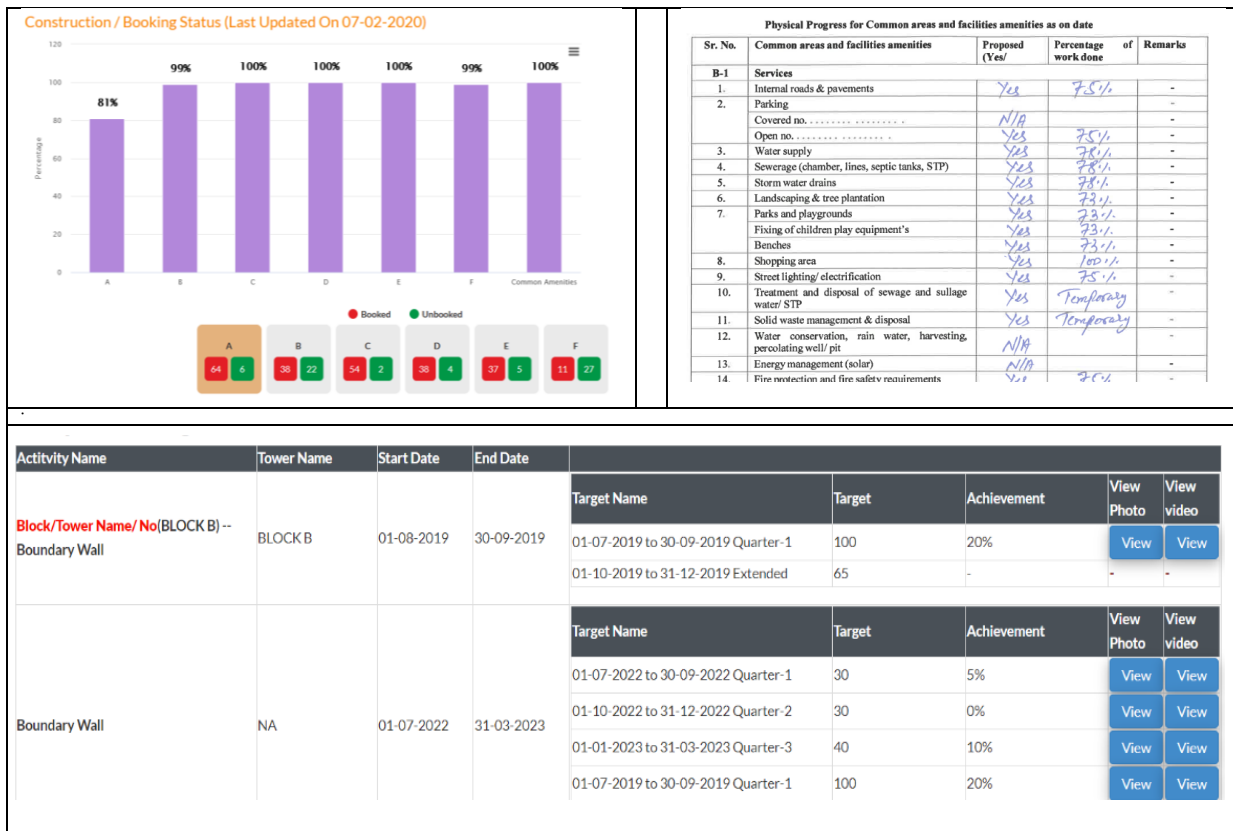 Construction / Booking Status (Last Updated On 07-02-2020)
120
100
80
60
40
20
0
Percentage
81%
99%
100%
100%
100%
99%
100%
A
B
C
D
E
F
Common Amenities
Booked
Unbooked
A
B
C
D
E
F
64 6
38 22
54 2
38 4
37 5
11 27
Physical Progress for Common areas and facilities amenities as on date
Sr. No. Common areas and facilities amenities Proposed (Yes/ Percentage of work done Remarks
B-1 Services
1. Internal roads & pavements Yes 75% -
2. Parking -
Covered no. . . . . . . . . . . . . . . . . . N/A -
Open no. . . . . . . . . . . . . . . . . . Yes 75% -
3. Water supply Yes 78% -
4. Sewerage (chamber, lines, septic tanks, STP) Yes 78% -
5. Storm water drains Yes 78% -
6. Landscaping & tree plantation Yes 73% -
7. Parks and playgrounds Yes 73% -
Fixing of children play equipment's Yes 73% -
Benches Yes 73% -
8. Shopping area Yes 100% -
9. Street lighting/ electrification Yes 75% -
10. Treatment and disposal of sewage and sullage water/ STP Yes Temporary -
11. Solid waste management & disposal Yes Temporary -
12. Water conservation, rain water, harvesting, percolating well/ pit N/A
13. Energy management (solar) N/A -
14. Fire protection and fire safety requirements Yes 75% -
Actitvity Name Tower Name Start Date End Date
Target Name Target Achievement View Photo View video
Block/Tower Name/ No(BLOCK B) -- Boundary Wall BLOCK B 01-08-2019 30-09-2019
01-07-2019 to 30-09-2019 Quarter-1 100 20% View View
01-10-2019 to 31-12-2019 Extended 65 - - -
Target Name Target Achievement View Photo View video
Boundary Wall NA 01-07-2022 31-03-2023
01-07-2022 to 30-09-2022 Quarter-1 30 5% View View
01-10-2022 to 31-12-2022 Quarter-2 30 0% View View
01-01-2023 to 31-03-2023 Quarter-3 40 10% View View
01-07-2019 to 30-09-2019 Quarter-1 100 20% View View